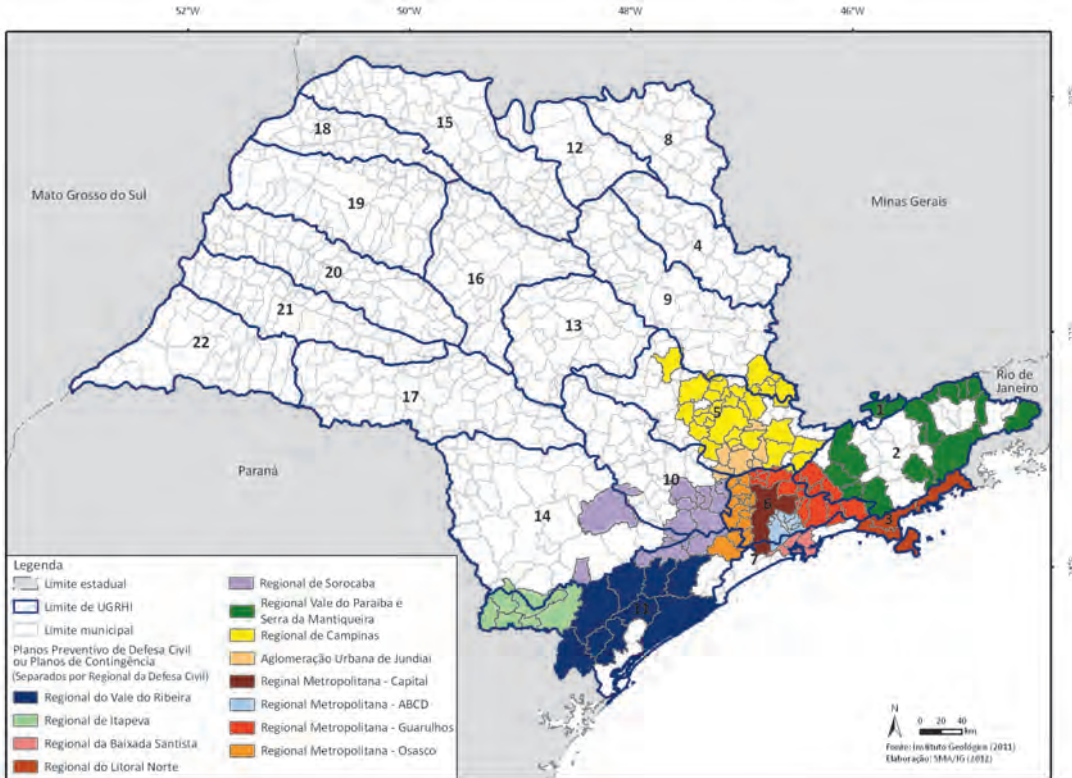 52°W 50°W 48°W 46°W
Mato Grosso do Sul
Minas Gerais
Rio de
Janeiro
Paraná
15
18
12
8
19
4
20
16
9
21
13
22
17
5
1
2
10
6
14
3
7
11
Legenda
Limite estadual
Limite de UGRHI
Limite municipal
Planos Preventivo de Defesa Civil
ou Planos de Contingência
(Separados por Regional da Defesa Civil)
Regional do Vale do Ribeira
Regional de Itapeva
Regional da Baixada Santista
Regional do Litoral Norte
Regional de Sorocaba
Regional Vale do Paraíba e
Serra da Mantiqueira
Regional de Campinas
Aglomeração Urbana de Jundiai
Reginal Metropolitana - Capital
Regional Metropolitana - ABCD
Regional Metropolitana - Guarulhos
Regional Metropolitana - Osasco
N
0 20 40
km
Fonte: Instituto Geológico (2011)
Elaboração: SMA/IG (2012)